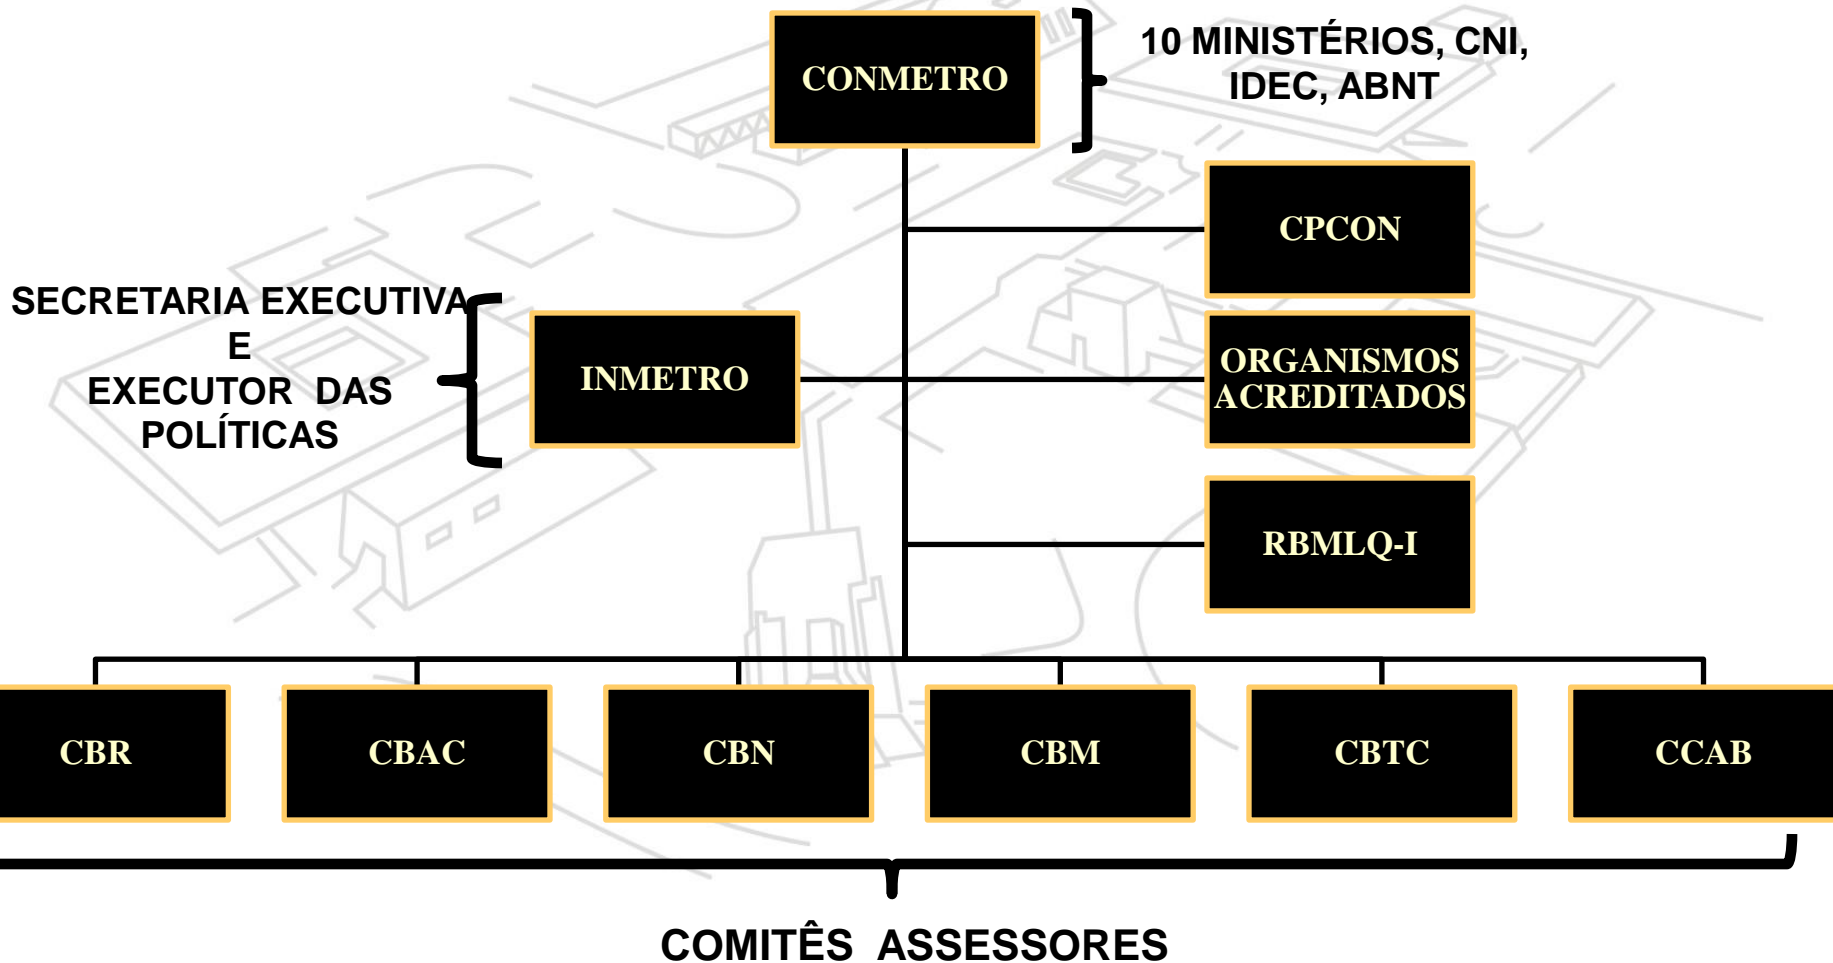 CONMETRO
10 MINISTÉRIOS, CNI,
IDEC, ABNT
CPCON
SECRETARIA EXECUTIVA
E
EXECUTOR DAS
POLÍTICAS
INMETRO
ORGANISMOS
ACREDITADOS
RBMLQ-I
CBR
CBAC
CBN
CBM
CBTC
CCAB
COMITÊS ASSESSORES